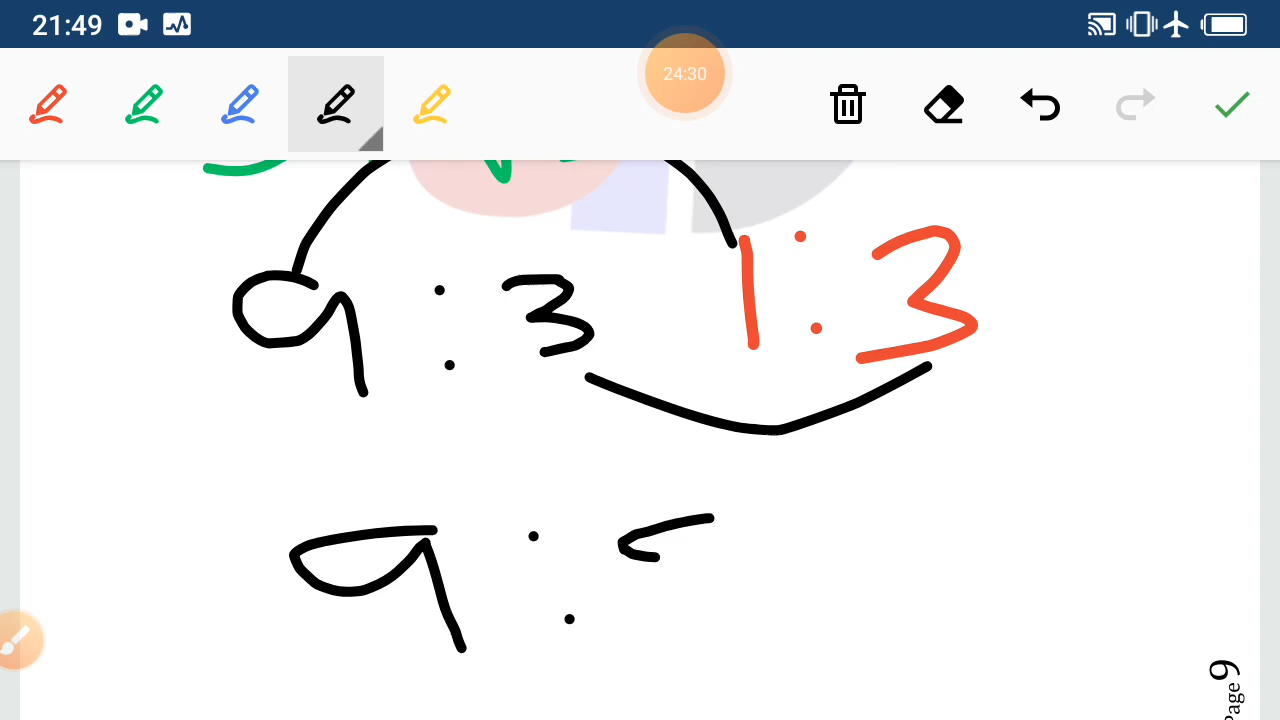 21:49
24:30
9 : 3 1 : 3
9 :
Page 9